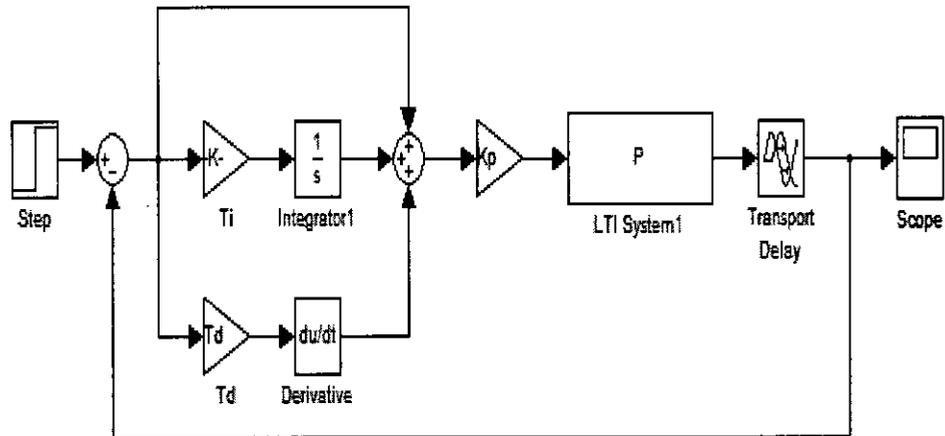 Step
+
-
K-
Ti
1
s
Integrator1
+
+
+
Kp
P
LTI System1
Transport
Delay
Scope
Td
Td
du/dt
Derivative